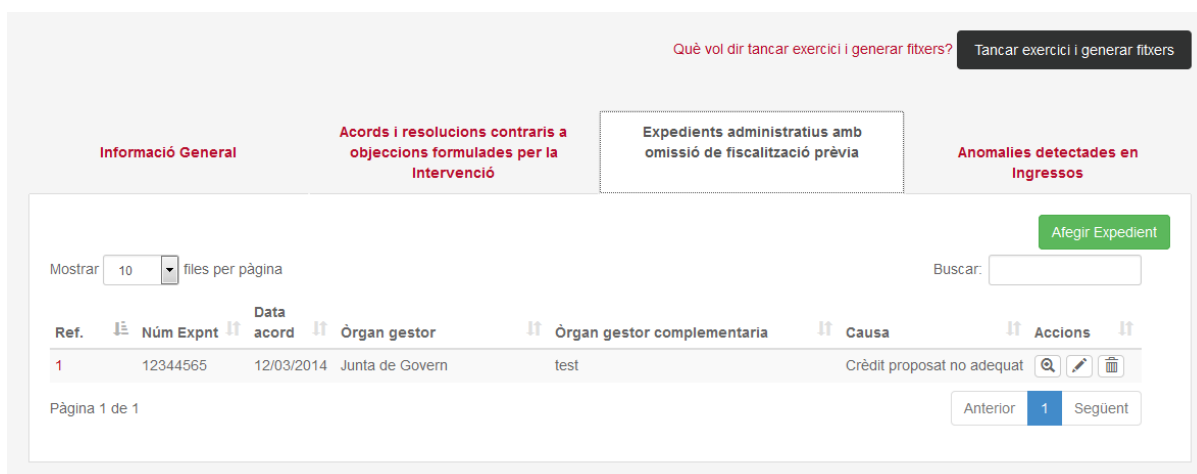 Què vol dir tancar exercici i generar fitxers? Tancar exercici i generar fitxers
Informació General
Acords i resolucions contraris a
objeccions formulades per la
Intervenció
Expedients administratius amb
omissió de fiscalització prèvia
Anomalies detectades en
Ingressos
Afegir Expedient
Mostrar 10 files per pàgina
Buscar:
Ref. Núm Expnt Data acord Òrgan gestor Òrgan gestor complementaria Causa Accions
1 12344565 12/03/2014 Junta de Govern test Crèdit proposat no adequat
Pàgina 1 de 1
Anterior 1 Següent